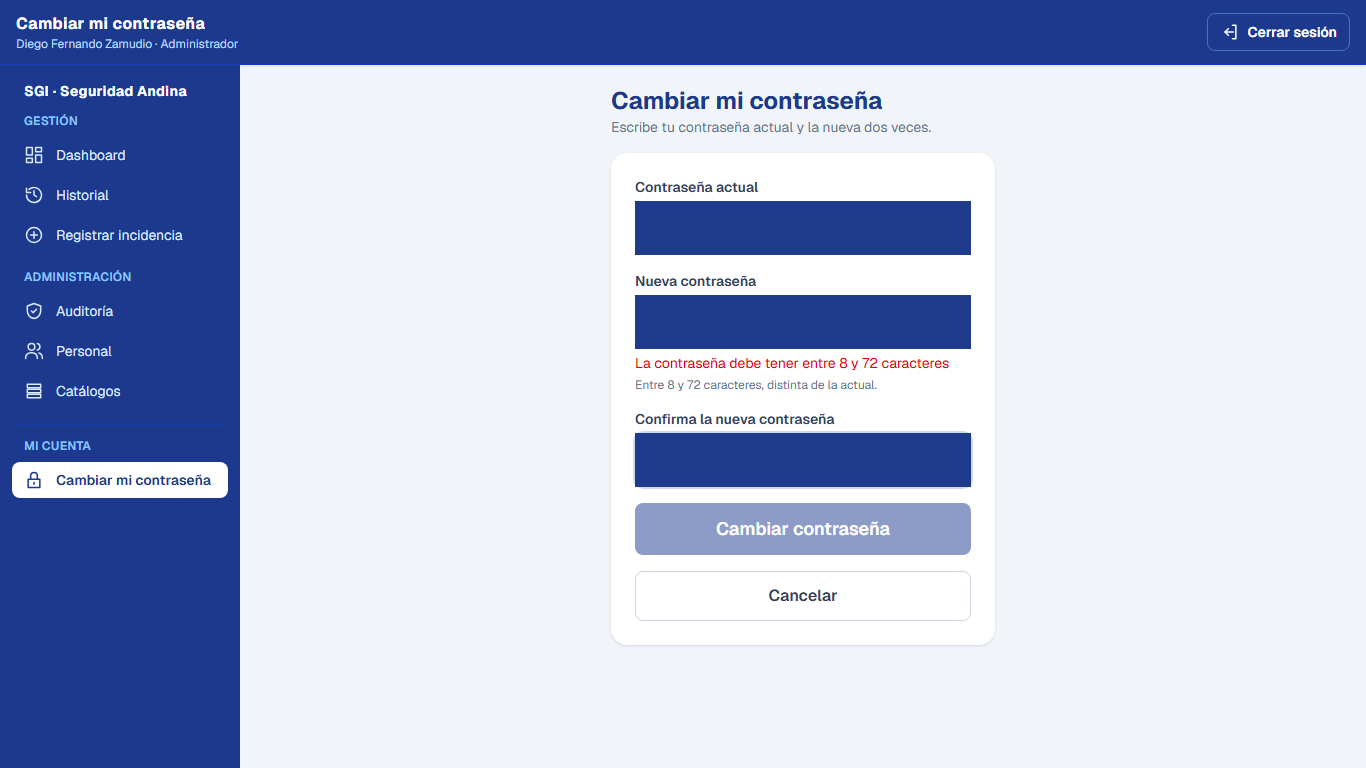 Cambiar mi contraseña
Diego Fernando Zamudio · Administrador
Cerrar sesión
SGI · Seguridad Andina
GESTIÓN
Dashboard
Historial
Registrar incidencia
ADMINISTRACIÓN
Auditoría
Personal
Catálogos
MI CUENTA
Cambiar mi contraseña
Cambiar mi contraseña
Escribe tu contraseña actual y la nueva dos veces.
Contraseña actual
Nueva contraseña
La contraseña debe tener entre 8 y 72 caracteres
Entre 8 y 72 caracteres, distinta de la actual.
Confirma la nueva contraseña
Cambiar contraseña
Cancelar